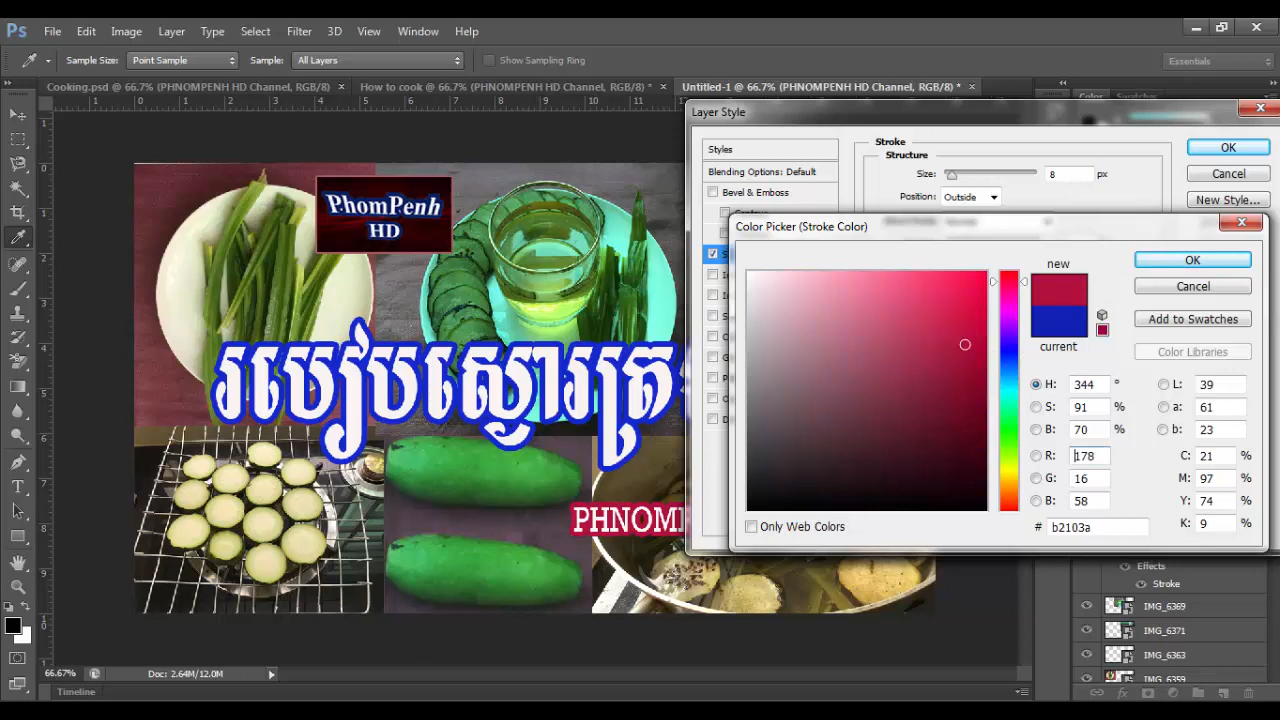 Ps File Edit Image Layer Type Select Filter 3D View Window Help
Sample Size: Point Sample Sample: All Layers Show Sampling Ring Essentials
Cooking.psd @ 66.7% (PHNOMPENH HD Channel, RGB/8) × How to cook @ 66.7% (PHNOMPENH HD Channel, RGB/8) * × Untitled-1 @ 66.7% (PHNOMPENH HD Channel, RGB/8) * ×
Color Swatches
Layer Style
Styles
Blending Options: Default
Bevel & Emboss
Stroke
Structure
Size: 8 px
Position: Outside
OK
Cancel
New Style...
Color Picker (Stroke Color)
new
current
OK
Cancel
Add to Swatches
Color Libraries
H: 344 °
S: 91 %
B: 70 %
R: 178
G: 16
B: 58
L: 39
a: 61
b: 23
C: 21 %
M: 97 %
Y: 74 %
K: 9 %
# b2103a
Only Web Colors
PhomPenh
HD
របៀបស្ងោរត្រ
PHNOMP
Effects
Stroke
IMG_6369
IMG_6371
IMG_6363
IMG_6359
66.67% Doc: 2.64M/12.0M
Timeline